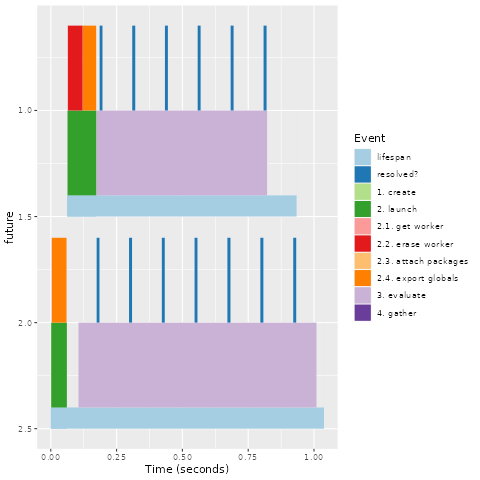 future
1.0
1.5
2.0
2.5
0.00
0.25
0.50
0.75
1.00
Time (seconds)
Event
lifespan
resolved?
1. create
2. launch
2.1. get worker
2.2. erase worker
2.3. attach packages
2.4. export globals
3. evaluate
4. gather